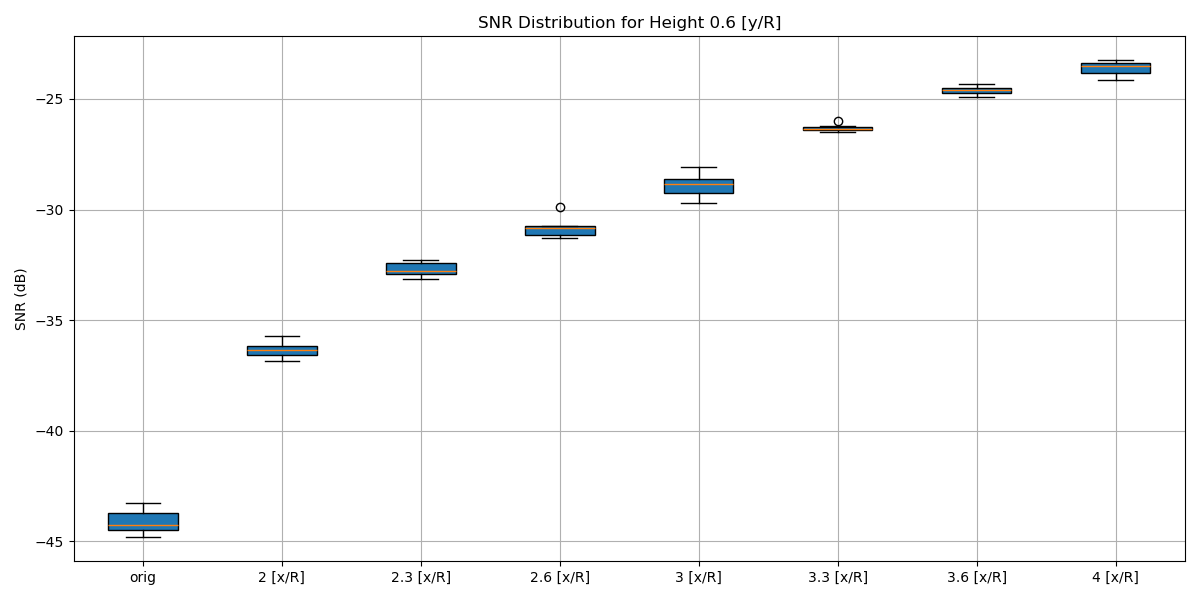 SNR Distribution for Height 0.6 [y/R]
SNR (dB)
−25
−30
−35
−40
−45
orig
2 [x/R]
2.3 [x/R]
2.6 [x/R]
3 [x/R]
3.3 [x/R]
3.6 [x/R]
4 [x/R]